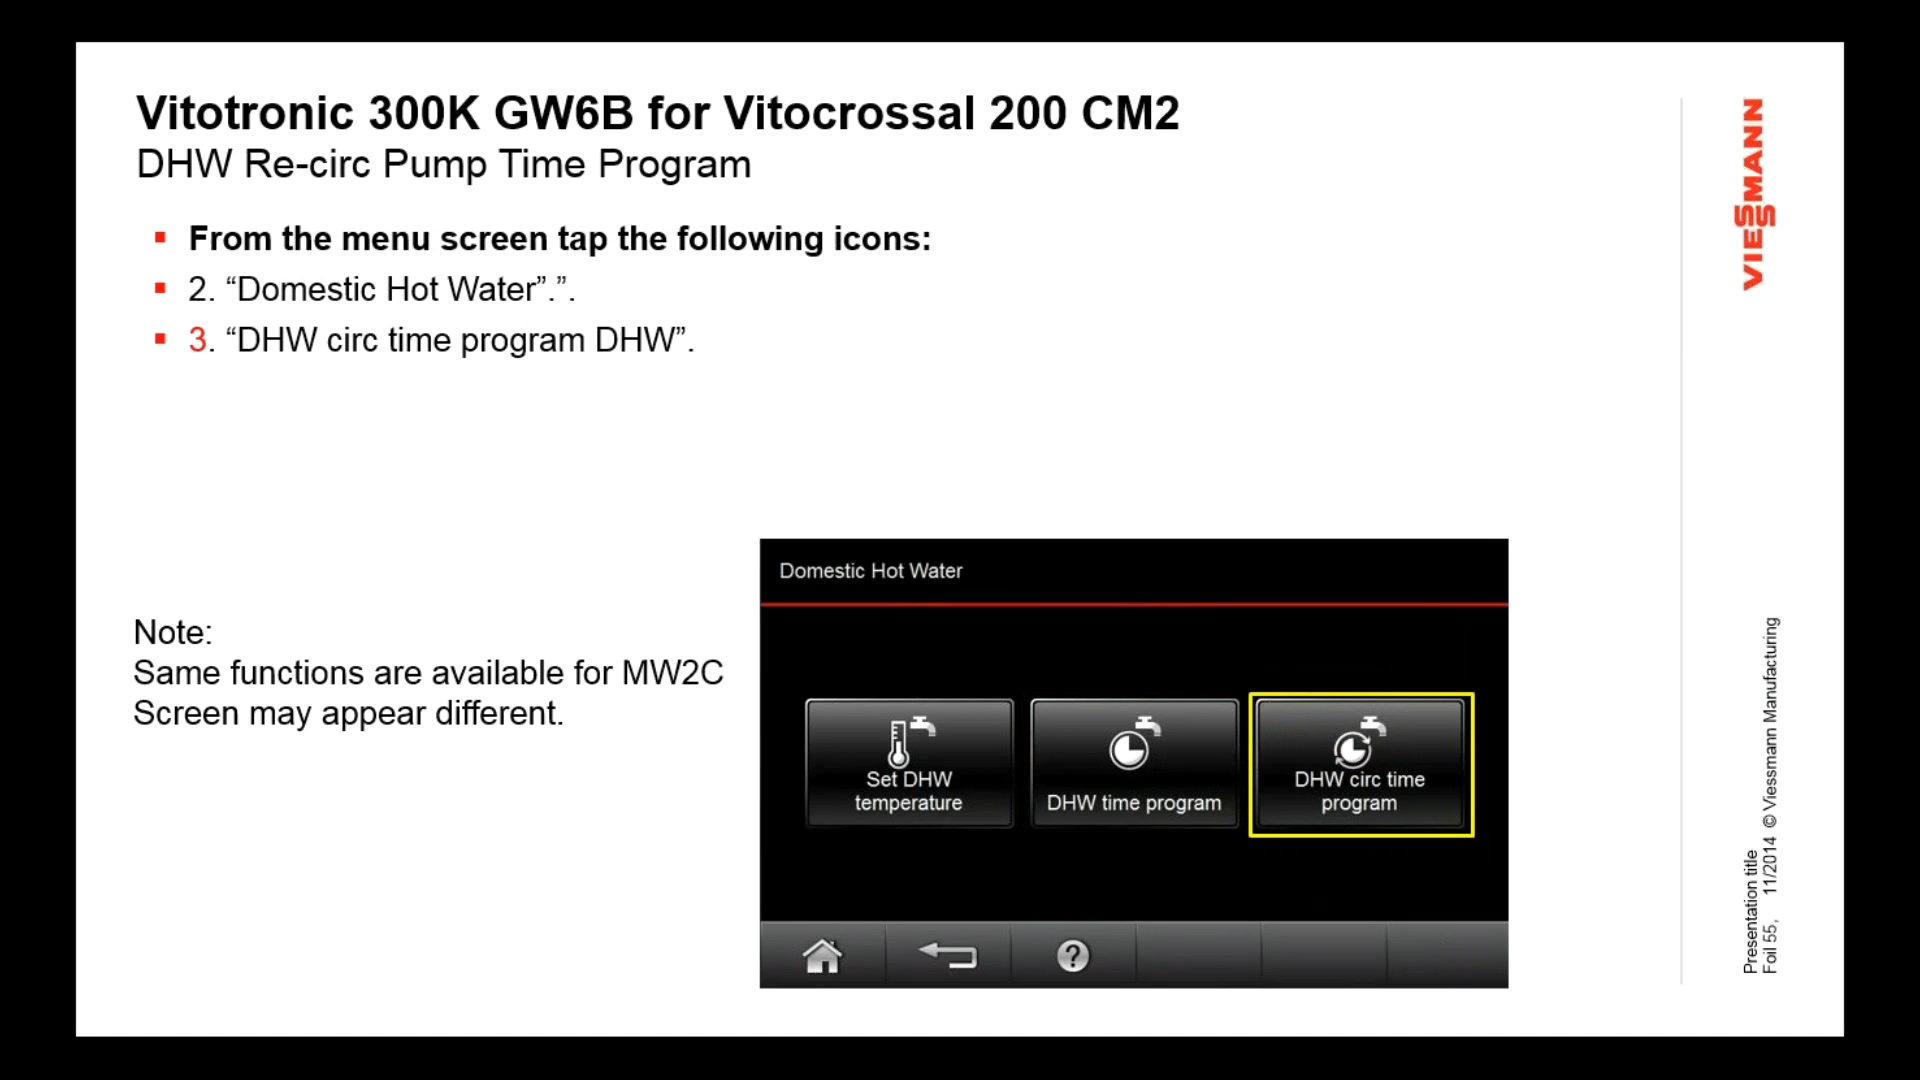 Vitotronic 300K GW6B for Vitocrossal 200 CM2
DHW Re-circ Pump Time Program
From the menu screen tap the following icons:
2. “Domestic Hot Water”.”.
3. “DHW circ time program DHW”.
Note:
Same functions are available for MW2C
Screen may appear different.
Domestic Hot Water
Set DHW
temperature
DHW time program
DHW circ time
program
?
VIESSMANN
Presentation title
Foil 55, 11/2014 © Viessmann Manufacturing